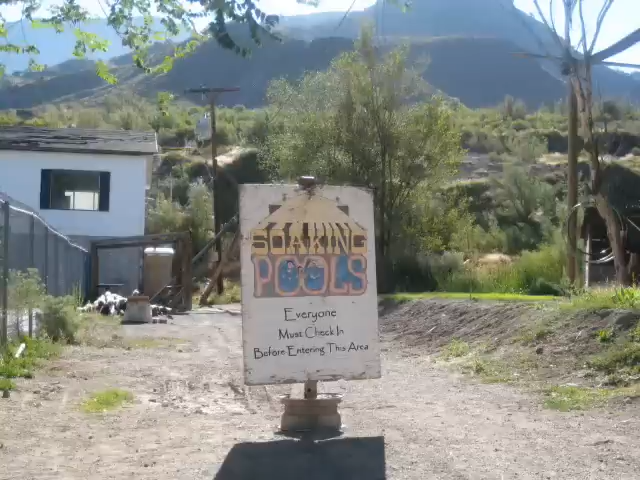 SOAKING
POOLS
Everyone
Must Check In
Before Entering This Area